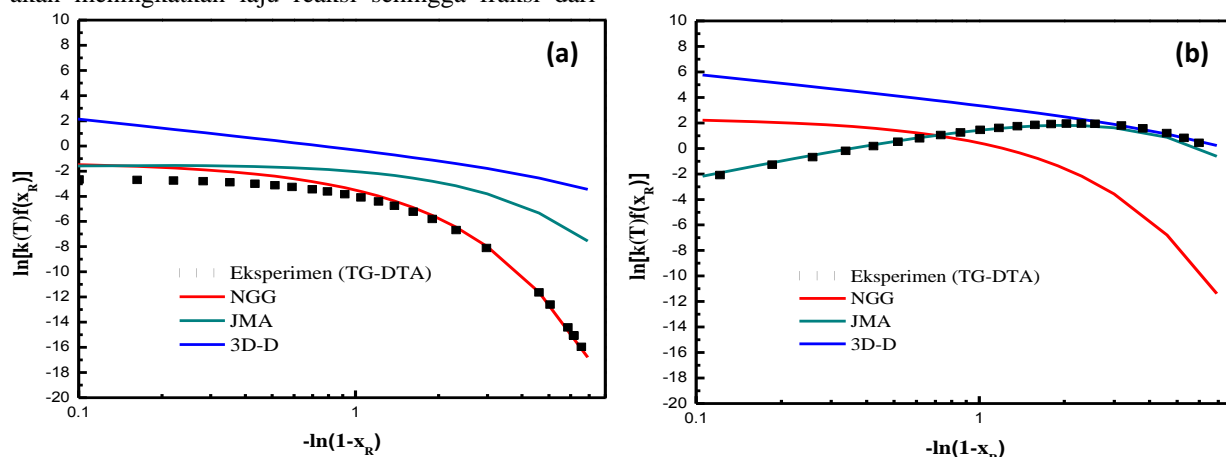 akan meningkatkan laju reaksi sehingga fraksi dari
(a)
ln[k(T)f(x_R)]
10
8
6
4
2
0
-2
-4
-6
-8
-10
-12
-14
-16
-18
-20
0.1
1
-ln(1-x_R)
Eksperimen (TG-DTA)
NGG
JMA
3D-D
(b)
ln[k(T)f(x_R)]
10
8
6
4
2
0
-2
-4
-6
-8
-10
-12
-14
-16
-18
-20
0.1
1
-ln(1-x_R)
Eksperimen (TG-DTA)
NGG
JMA
3D-D